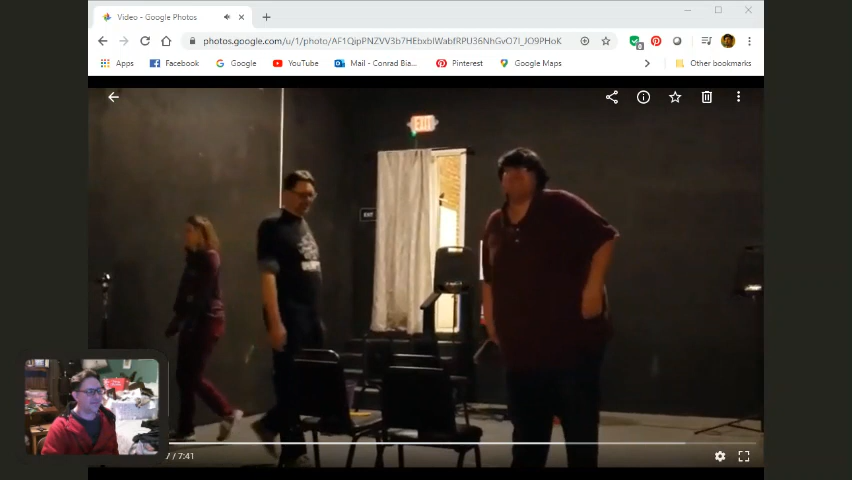 Video - Google Photos
photos.google.com/u/1/photo/AF1QipPNZVV3b7HEbxbIWabfRPU36NhGvO7I_JO9PHoK
Apps Facebook Google YouTube Mail - Conrad Bia... Pinterest Google Maps Other bookmarks
EXIT
EXIT
/ 7:41